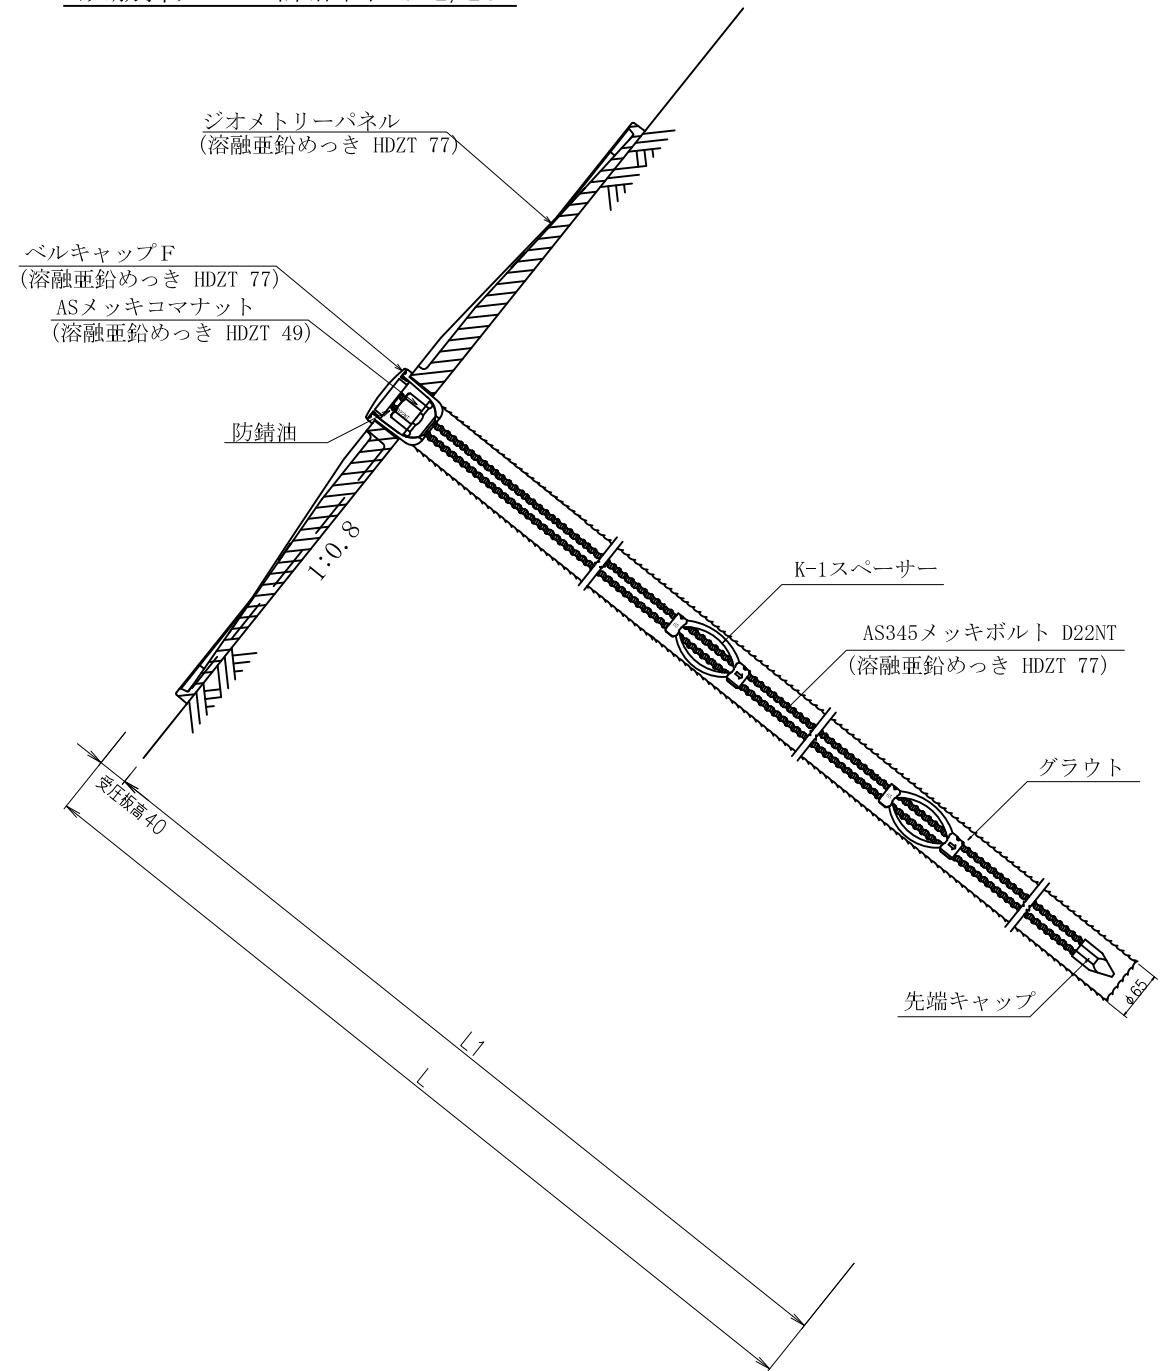 ジオメトリーパネル
(溶融亜鉛めっき HDZT 77)
ベルキャップF
(溶融亜鉛めっき HDZT 77)
ASメッキコマナット
(溶融亜鉛めっき HDZT 49)
防錆油
1:0.8
K-1スペーサー
AS345メッキボルト D22NT
(溶融亜鉛めっき HDZT 77)
グラウト
受圧板高40
先端キャップ
φ65
L1
L